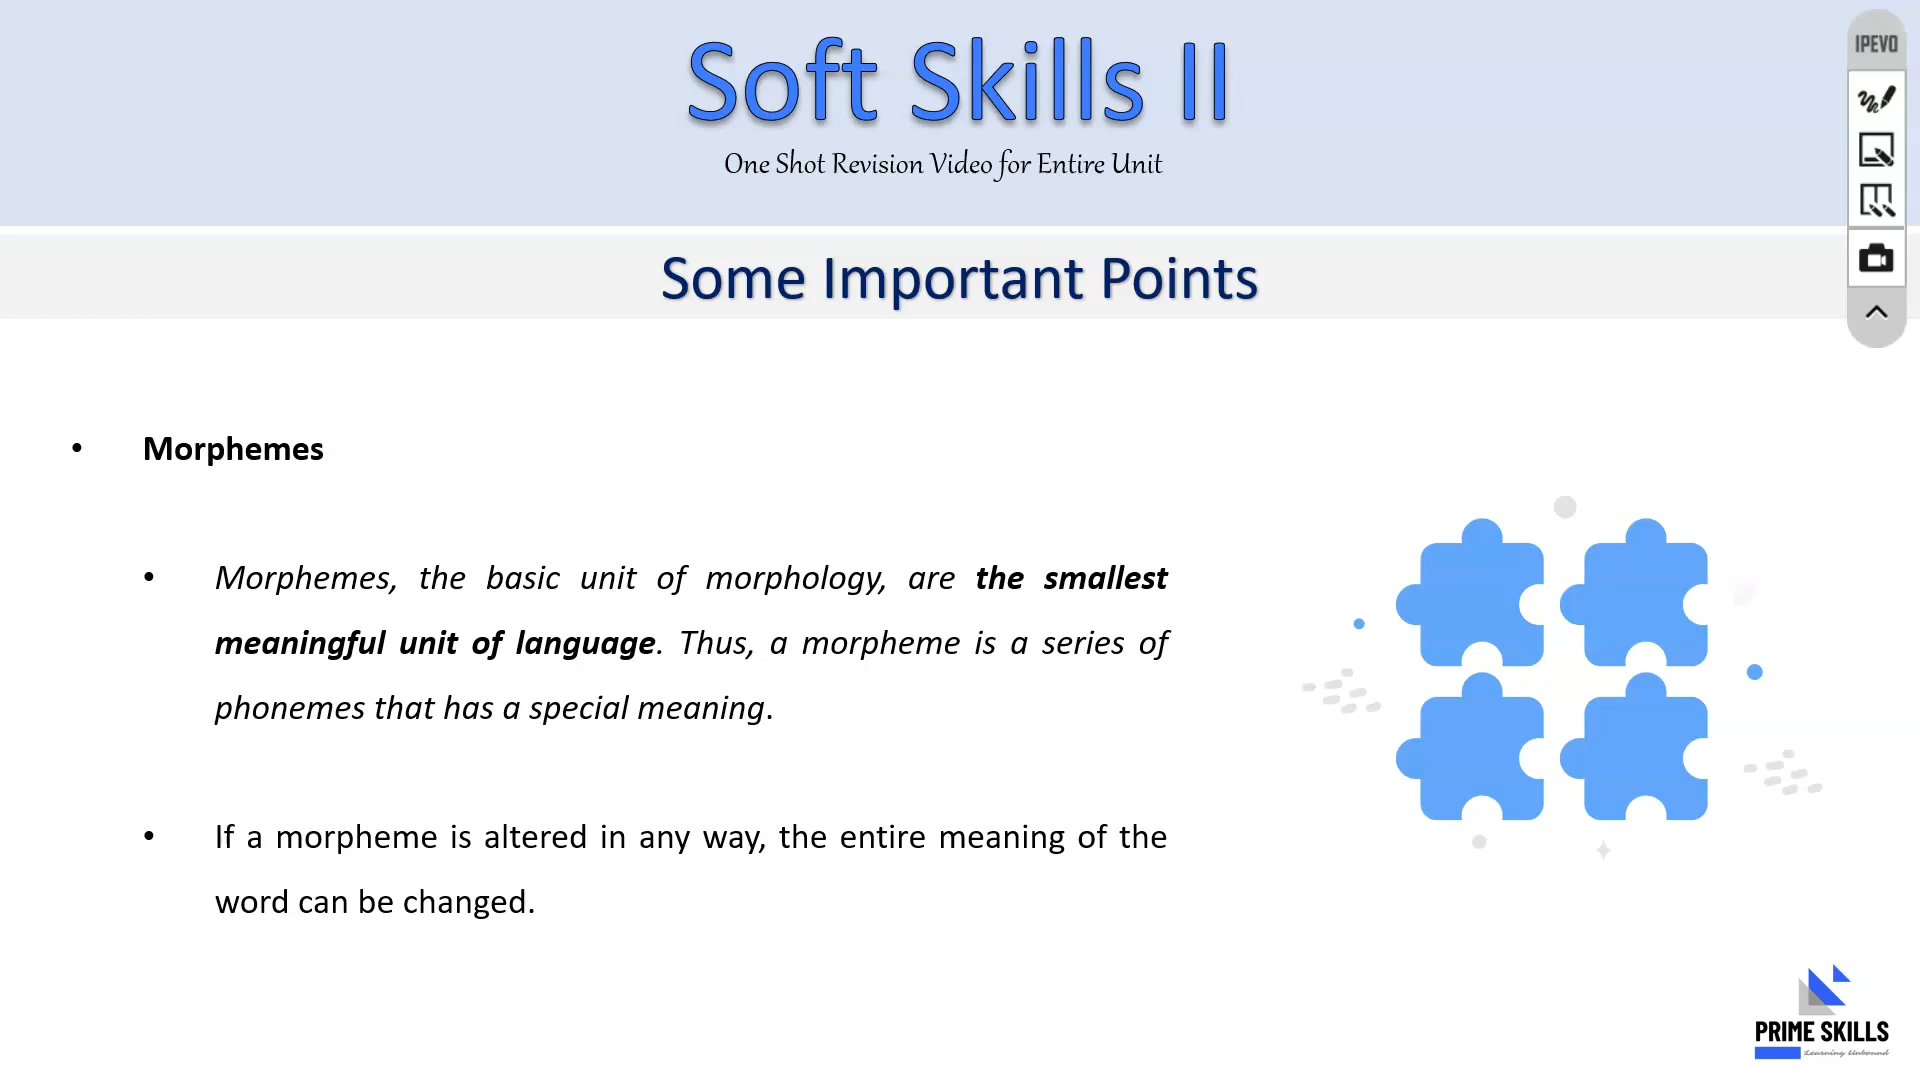 Soft Skills II
One Shot Revision Video for Entire Unit
IPEVO
Some Important Points
• Morphemes
• Morphemes, the basic unit of morphology, are the smallest
meaningful unit of language. Thus, a morpheme is a series of
phonemes that has a special meaning.
• If a morpheme is altered in any way, the entire meaning of the
word can be changed.
PRIME SKILLS
Learning Unbound